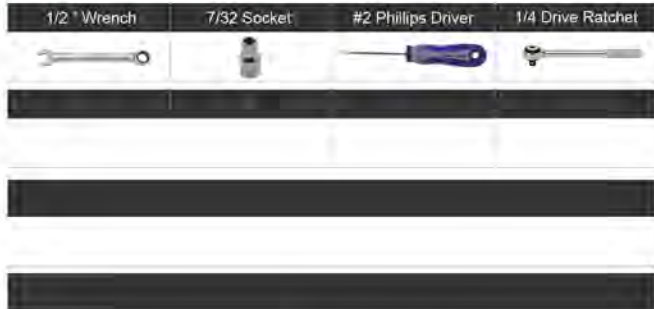 1/2 " Wrench
7/32 Socket
#2 Phillips Driver
1/4 Drive Ratchet